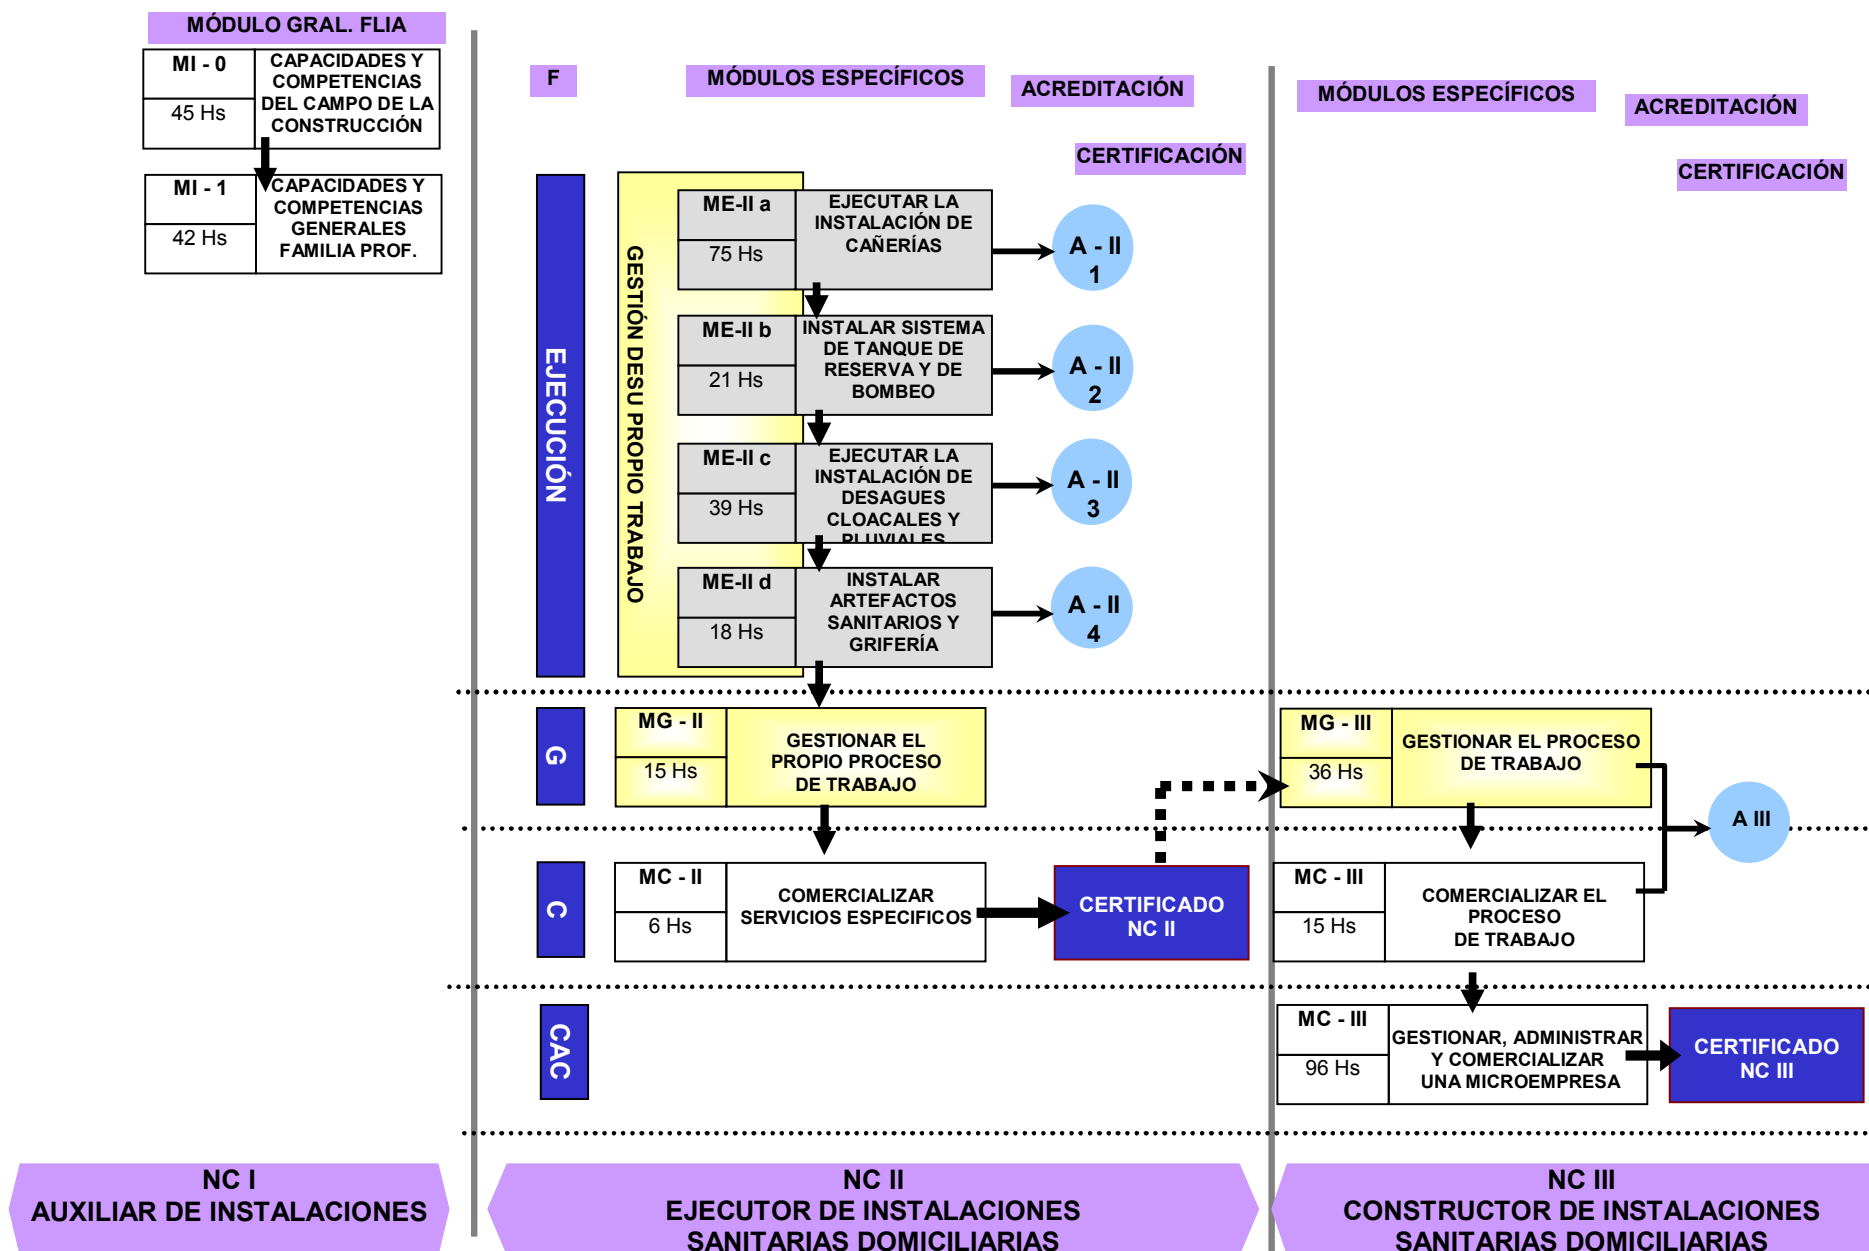 MÓDULO GRAL. FLIA
MI - 0
45 Hs
CAPACIDADES Y
COMPETENCIAS
DEL CAMPO DE LA
CONSTRUCCIÓN
MI - 1
42 Hs
CAPACIDADES Y
COMPETENCIAS
GENERALES
FAMILIA PROF.
F
MÓDULOS ESPECÍFICOS
ACREDITACIÓN
CERTIFICACIÓN
EJECUCIÓN
GESTIÓN DESU PROPIO TRABAJO
ME-II a
75 Hs
EJECUTAR LA
INSTALACIÓN DE
CAÑERÍAS
A - II
1
ME-II b
21 Hs
INSTALAR SISTEMA
DE TANQUE DE
RESERVA Y DE
BOMBEO
A - II
2
ME-II c
39 Hs
EJECUTAR LA
INSTALACIÓN DE
DESAGUES
CLOACALES Y
PLUVIALES
A - II
3
ME-II d
18 Hs
INSTALAR
ARTEFACTOS
SANITARIOS Y
GRIFERÍA
A - II
4
G
MG - II
15 Hs
GESTIONAR EL
PROPIO PROCESO
DE TRABAJO
C
MC - II
6 Hs
COMERCIALIZAR
SERVICIOS ESPECIFICOS
CERTIFICADO
NC II
CAC
MÓDULOS ESPECÍFICOS
ACREDITACIÓN
CERTIFICACIÓN
MG - III
36 Hs
GESTIONAR EL PROCESO
DE TRABAJO
A III
MC - III
15 Hs
COMERCIALIZAR EL
PROCESO
DE TRABAJO
MC - III
96 Hs
GESTIONAR, ADMINISTRAR
Y COMERCIALIZAR
UNA MICROEMPRESA
CERTIFICADO
NC III
NC I
AUXILIAR DE INSTALACIONES
NC II
EJECUTOR DE INSTALACIONES
SANITARIAS DOMICILIARIAS
NC III
CONSTRUCTOR DE INSTALACIONES
SANITARIAS DOMICILIARIAS